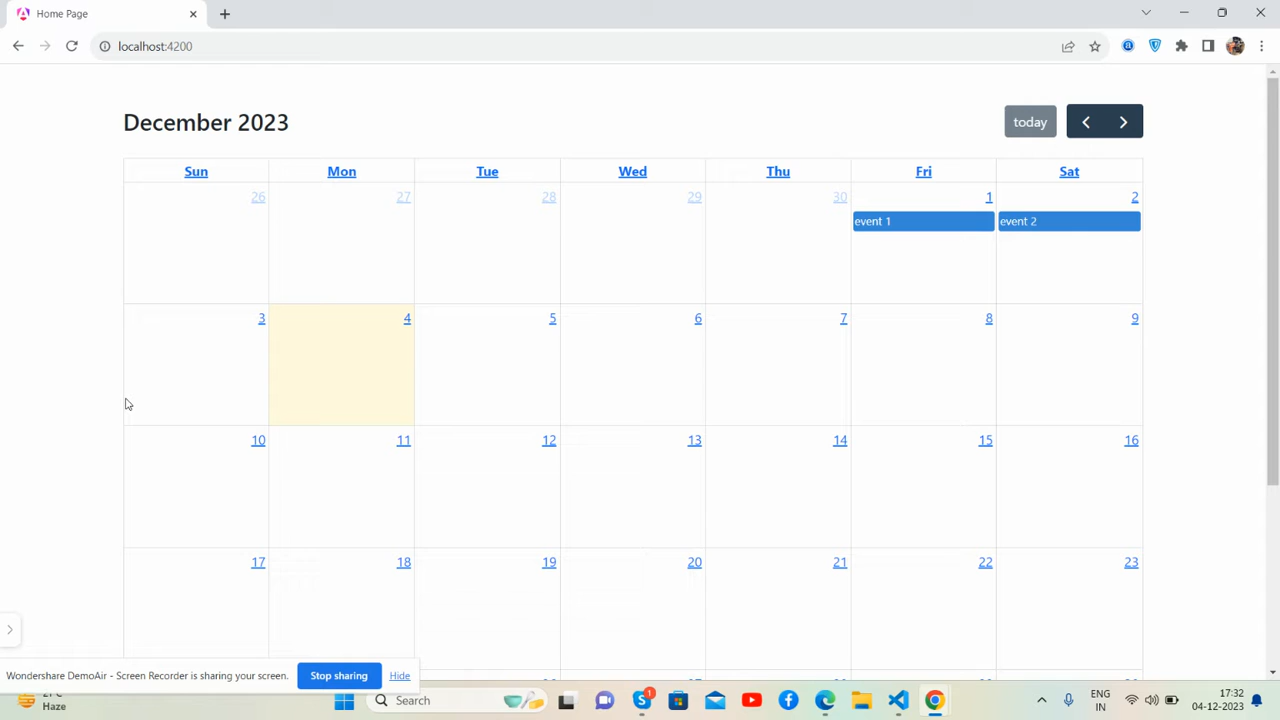 Home Page
localhost:4200
December 2023
today
Sun Mon Tue Wed Thu Fri Sat
26 27 28 29 30 1 2
event 1 event 2
3 4 5 6 7 8 9
10 11 12 13 14 15 16
17 18 19 20 21 22 23
Wondershare DemoAir - Screen Recorder is sharing your screen. Stop sharing Hide
Haze
Search
1
ENG
IN
17:32
04-12-2023